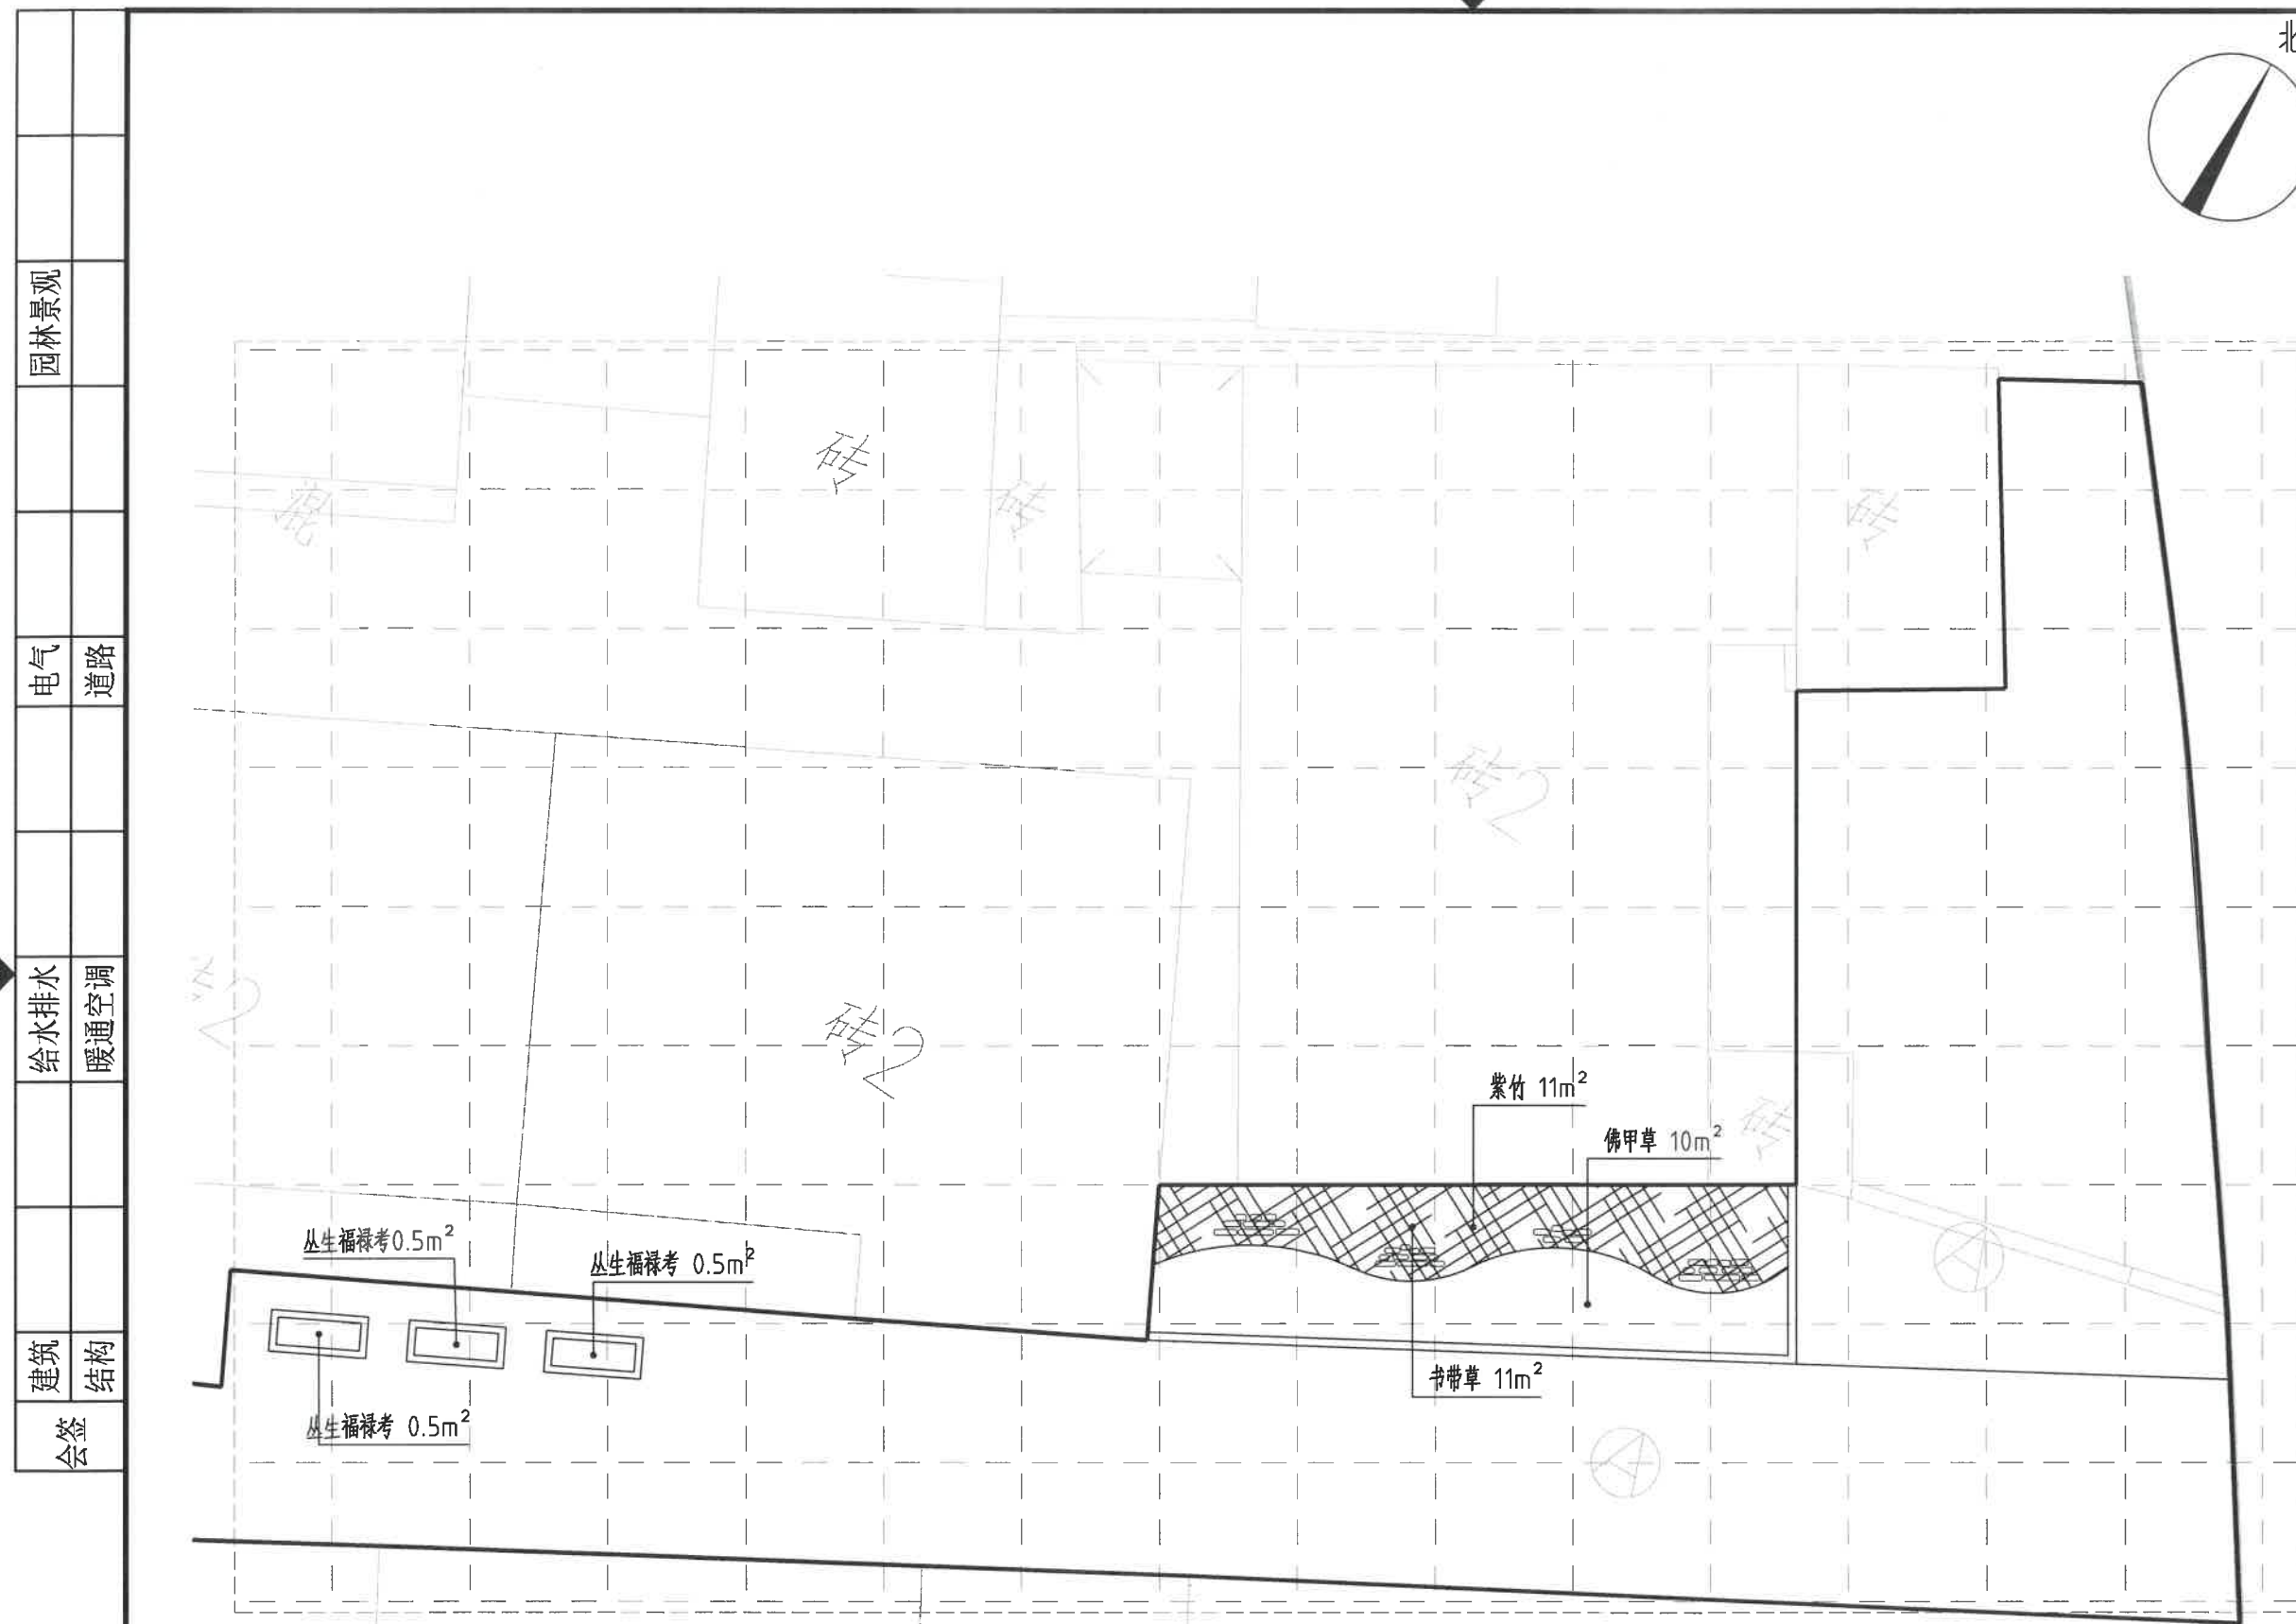 北
园林景观
电气
道路
给水排水
暖通空调
建筑
结构
会签
砖
混
砖
砖
砖2
砖2
紫竹 11m²
佛甲草 10m²
砖
丛生福禄考0.5m²
丛生福禄考 0.5m²
书带草 11m²
丛生福禄考 0.5m²